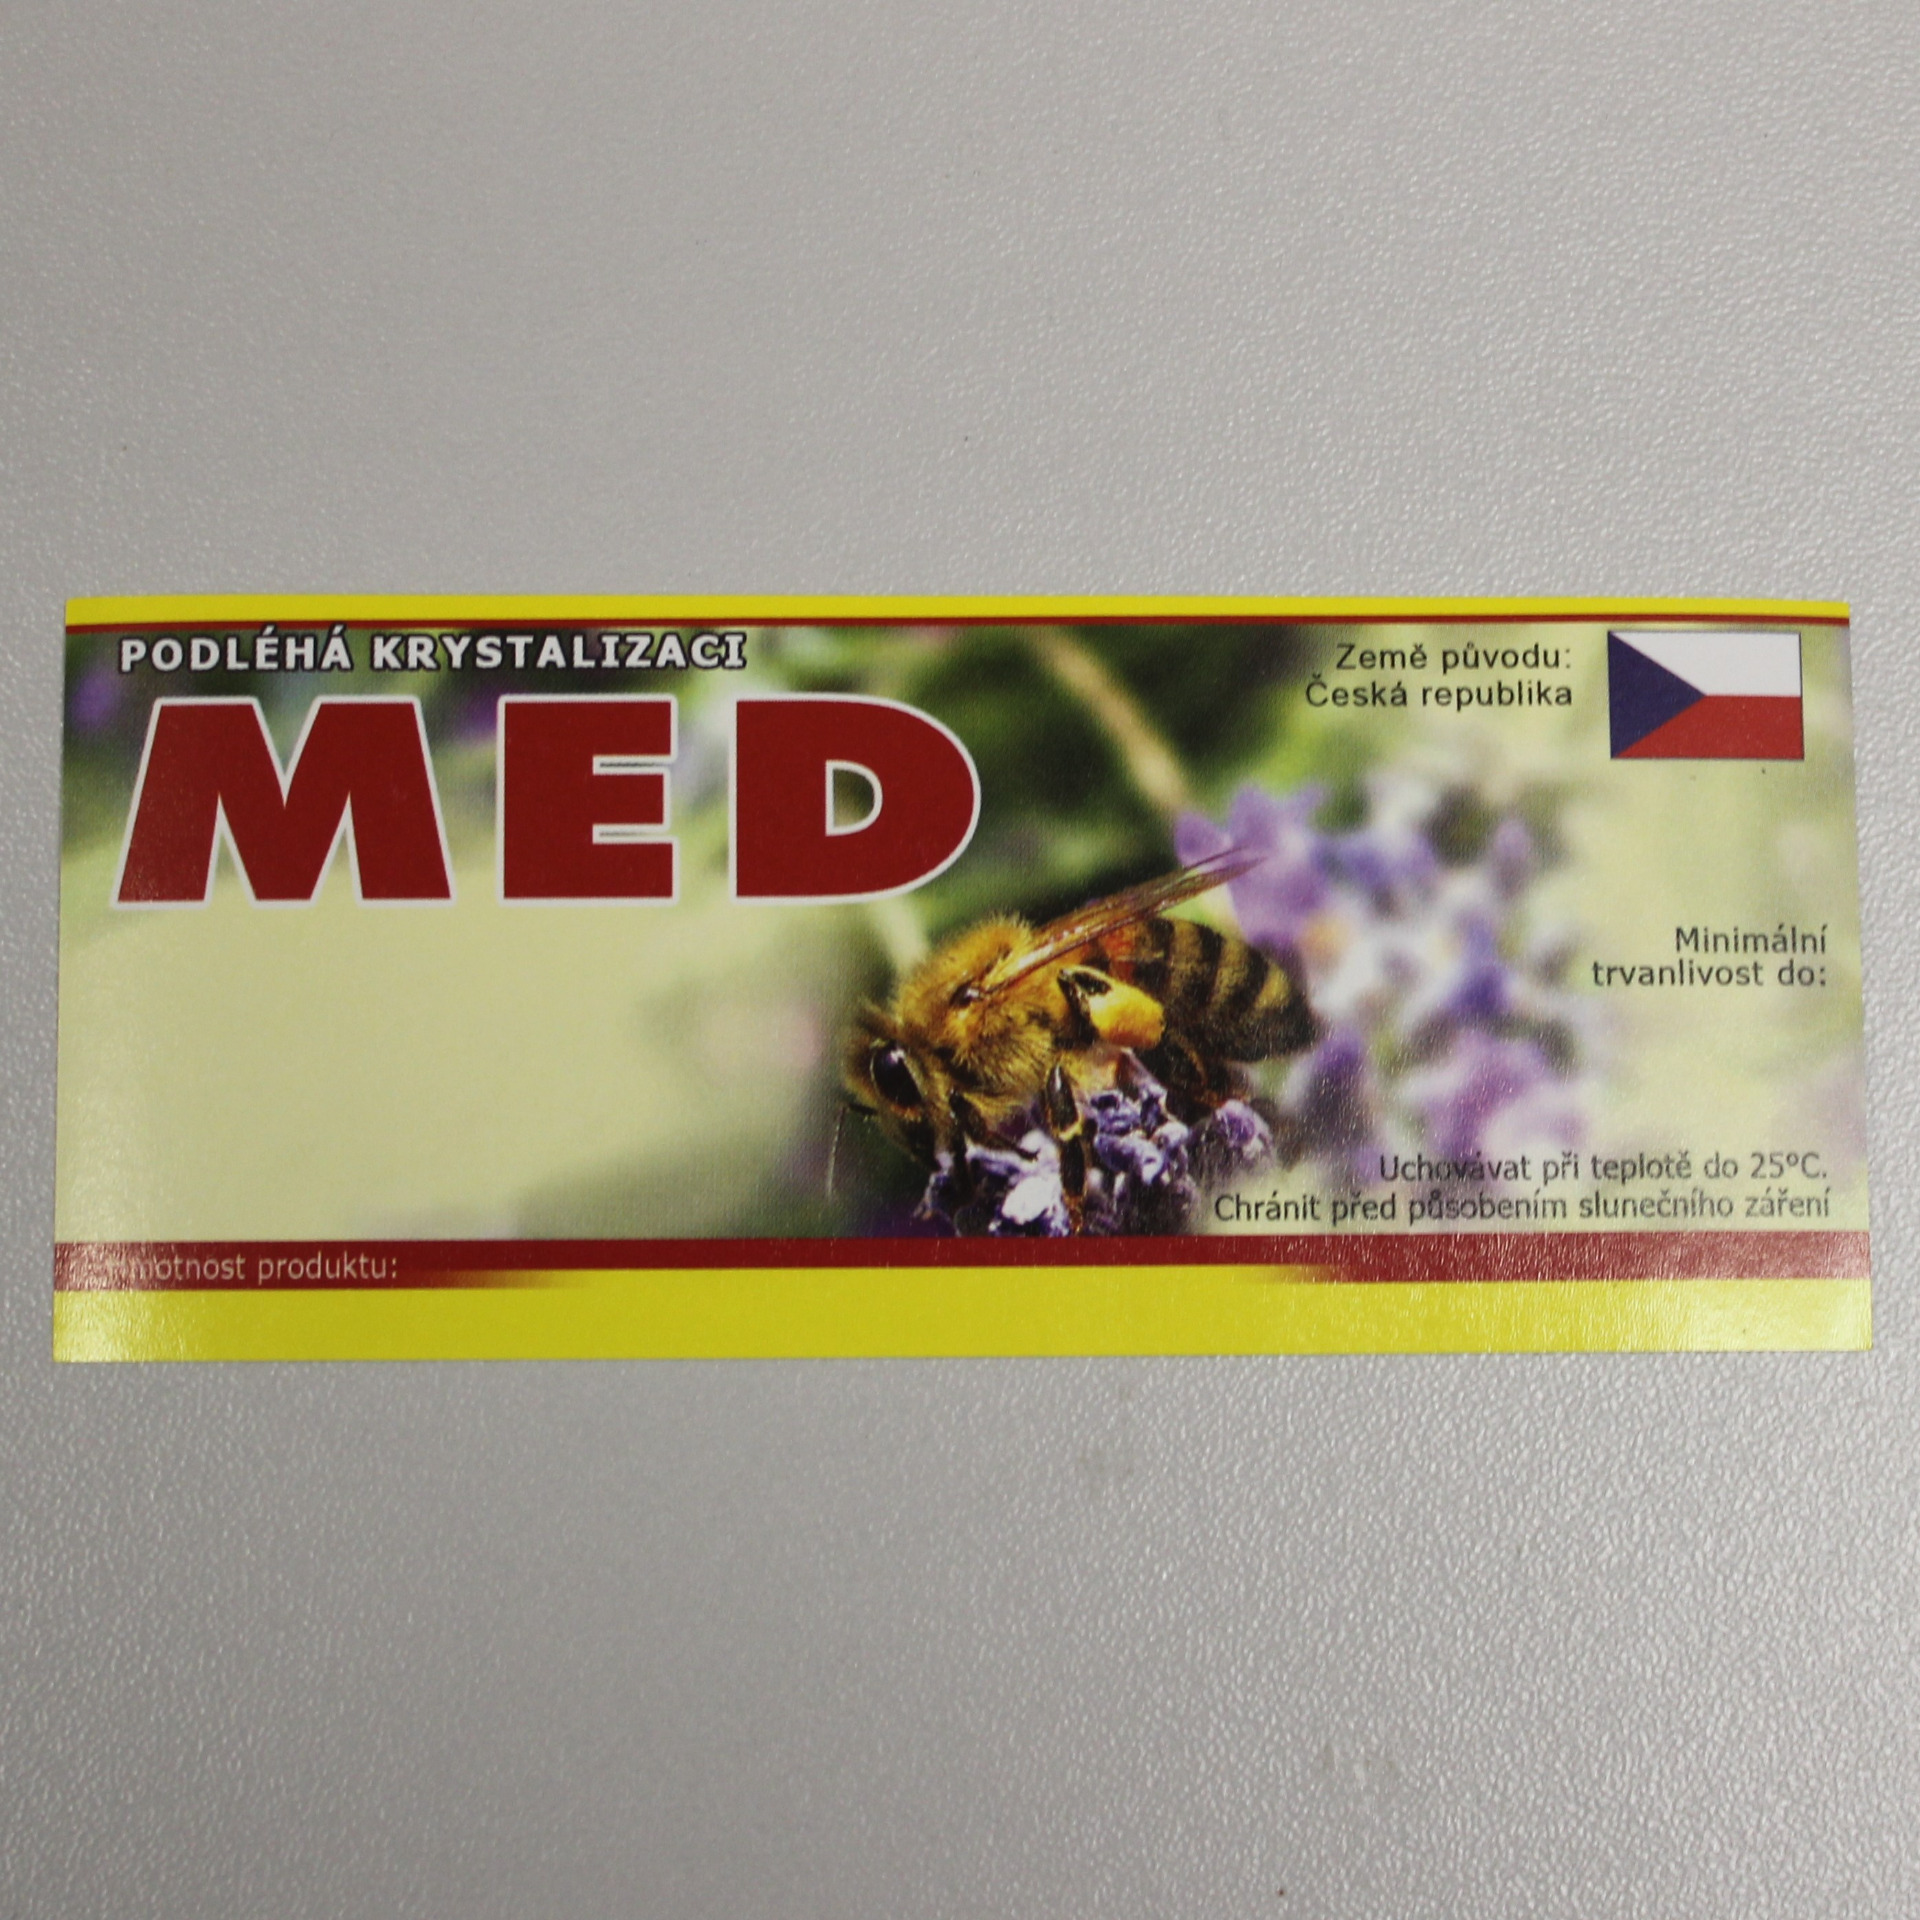 PODLÉHÁ KRYSTALIZACI
MED
Země původu:
Česká republika
Minimální
trvanlivost do:
Uchovávat při teplotě do 25°C.
Chránit před působením slunečního záření
produktu: